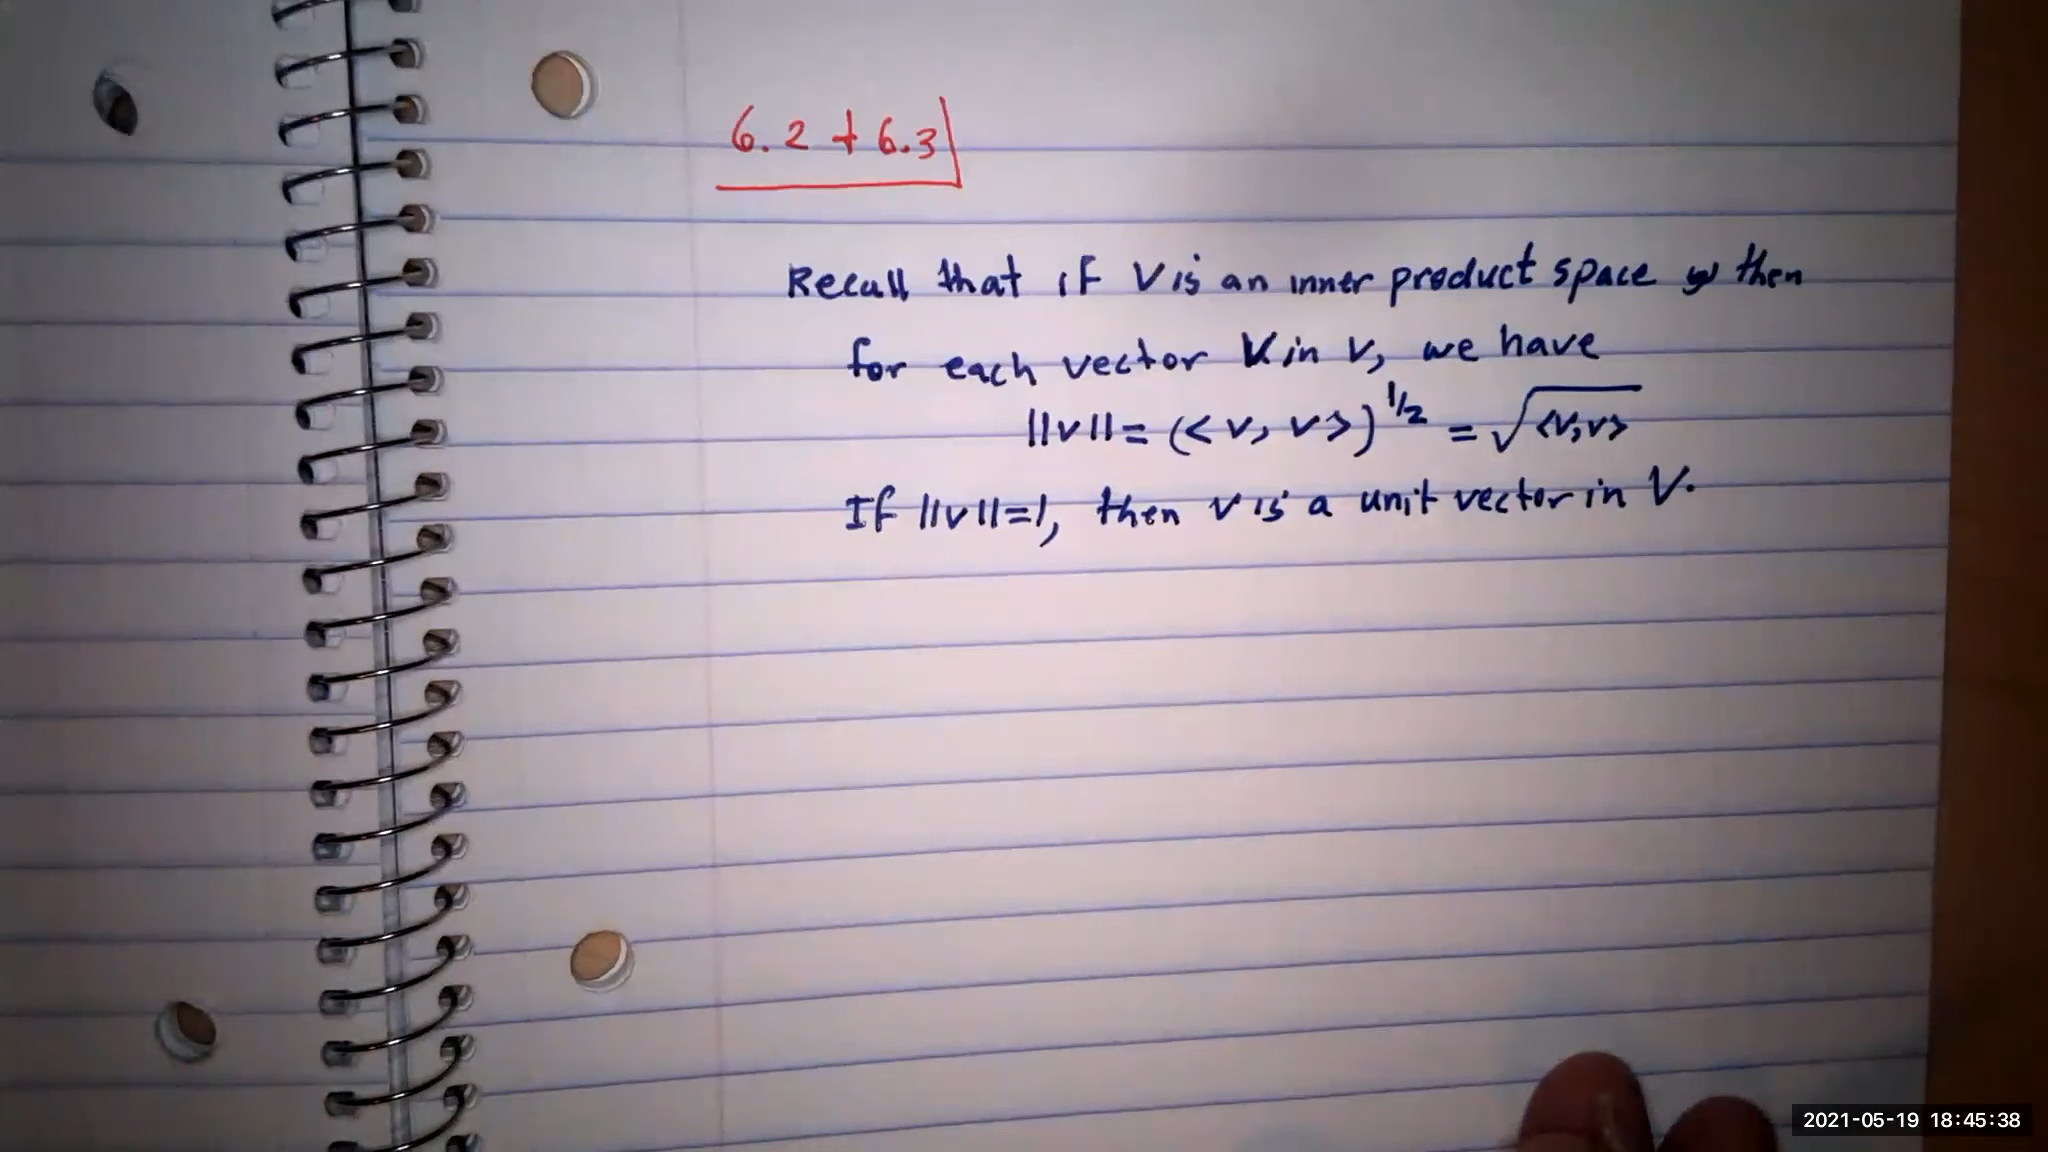 6.2 + 6.3
Recall that if V is an inner product space then
for each vector V in V, we have
||v|| = (<v, v>)^1/2 = √<v,v>
If ||v||=1, then v is a unit vector in V.
2021-05-19 18:45:38